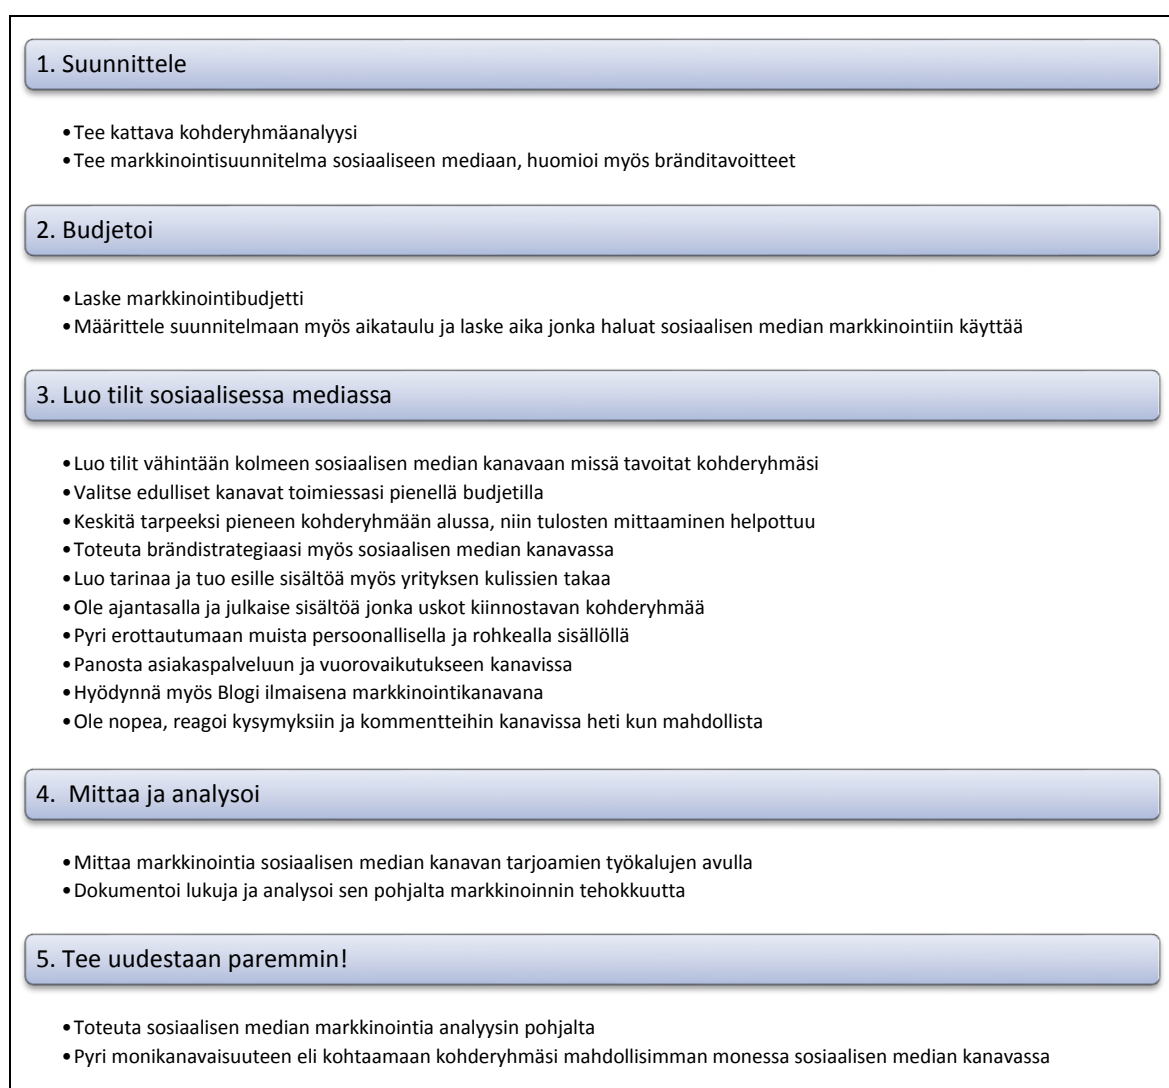 1. Suunnittele
•Tee kattava kohderyhmäanalyysi
•Tee markkinointisuunnitelma sosiaaliseen mediaan, huomioi myös bränditavoitteet
2. Budjetoi
•Laske markkinointibudjetti
•Määrittele suunnitelmaan myös aikataulu ja laske aika jonka haluat sosiaalisen median markkinointiin käyttää
3. Luo tilit sosiaalisessa mediassa
•Luo tilit vähintään kolmeen sosiaalisen median kanavaan missä tavoitat kohderyhmäsi
•Valitse edulliset kanavat toimiessasi pienellä budjetilla
•Keskitä tarpeeksi pieneen kohderyhmään alussa, niin tulosten mittaaminen helpottuu
•Toteuta brändistrategiaasi myös sosiaalisen median kanavassa
•Luo tarinaa ja tuo esille sisältöä myös yrityksen kulissien takaa
•Ole ajantasalla ja julkaise sisältöä jonka uskot kiinnostavan kohderyhmää
•Pyri erottautumaan muista persoonallisella ja rohkealla sisällöllä
•Panosta asiakaspalveluun ja vuorovaikutukseen kanavissa
•Hyödynnä myös Blogi ilmaisena markkinointikanavana
•Ole nopea, reagoi kysymyksiin ja kommentteihin kanavissa heti kun mahdollista
4. Mittaa ja analysoi
•Mittaa markkinointia sosiaalisen median kanavan tarjoamien työkalujen avulla
•Dokumentoi lukuja ja analysoi sen pohjalta markkinoinnin tehokkuutta
5. Tee uudestaan paremmin!
•Toteuta sosiaalisen median markkinointia analyysin pohjalta
•Pyri monikanavaisuuteen eli kohtaamaan kohderyhmäsi mahdollisimman monessa sosiaalisen median kanavassa